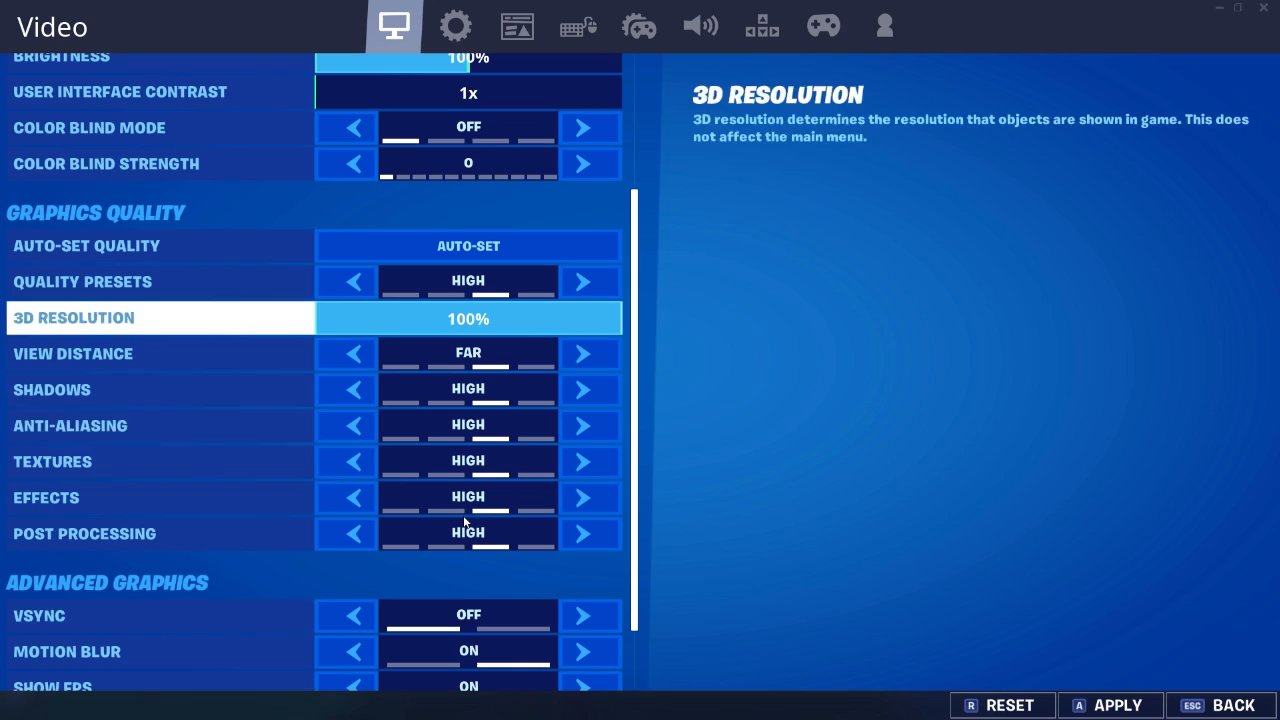 Video
BRIGHTNESS 100%
USER INTERFACE CONTRAST 1x
COLOR BLIND MODE OFF
COLOR BLIND STRENGTH 0
GRAPHICS QUALITY
AUTO-SET QUALITY AUTO-SET
QUALITY PRESETS HIGH
3D RESOLUTION 100%
VIEW DISTANCE FAR
SHADOWS HIGH
ANTI-ALIASING HIGH
TEXTURES HIGH
EFFECTS HIGH
POST PROCESSING HIGH
ADVANCED GRAPHICS
VSYNC OFF
MOTION BLUR ON
SHOW FPS ON
3D RESOLUTION
3D resolution determines the resolution that objects are shown in game. This does
not affect the main menu.
R RESET A APPLY ESC BACK